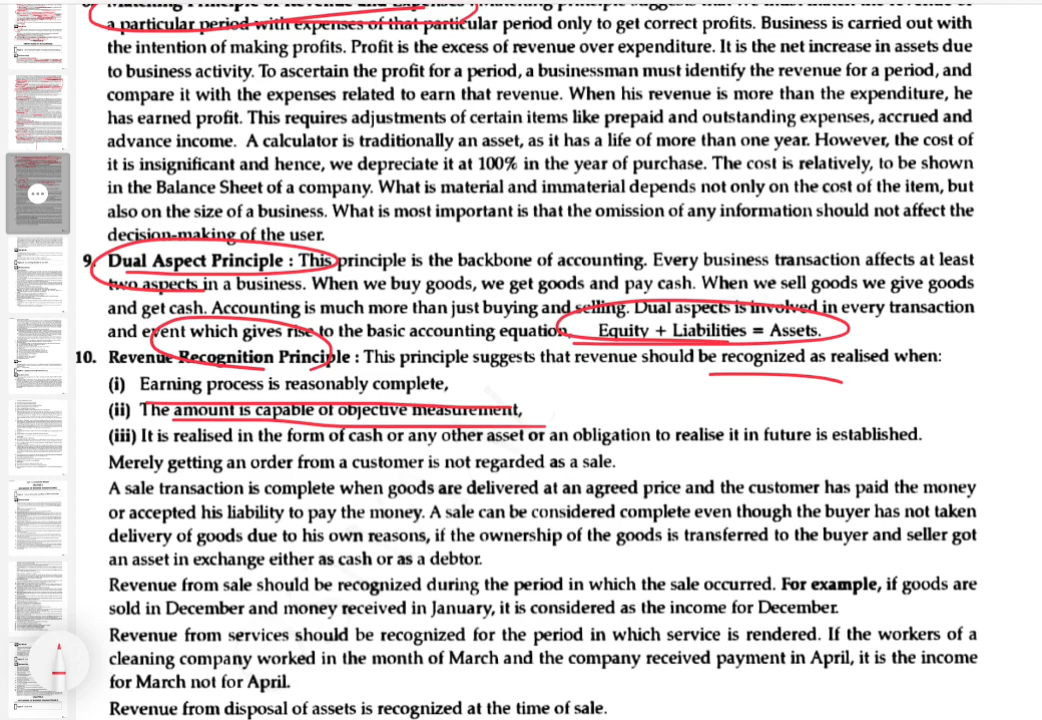 a particular period with expenses of that particular period only to get correct profits. Business is carried out with
the intention of making profits. Profit is the excess of revenue over expenditure. It is the net increase in assets due
to business activity. To ascertain the profit for a period, a businessman must identify the revenue for a period, and
compare it with the expenses related to earn that revenue. When his revenue is more than the expenditure, he
has earned profit. This requires adjustments of certain items like prepaid and outstanding expenses, accrued and
advance income. A calculator is traditionally an asset, as it has a life of more than one year. However, the cost of
it is insignificant and hence, we depreciate it at 100% in the year of purchase. The cost is relatively, to be shown
in the Balance Sheet of a company. What is material and immaterial depends not only on the cost of the item, but
also on the size of a business. What is most important is that the omission of any information should not affect the
decision-making of the user.
9. Dual Aspect Principle : This principle is the backbone of accounting. Every business transaction affects at least
two aspects in a business. When we buy goods, we get goods and pay cash. When we sell goods we give goods
and get cash. Accounting is much more than just buying and selling. Dual aspects is involved in every transaction
and event which gives rise to the basic accounting equation, Equity + Liabilities = Assets.
10. Revenue Recognition Principle : This principle suggests that revenue should be recognized as realised when:
(i) Earning process is reasonably complete,
(ii) The amount is capable of objective measurement,
(iii) It is realised in the form of cash or any other asset or an obligation to realise it in future is established.
Merely getting an order from a customer is not regarded as a sale.
A sale transaction is complete when goods are delivered at an agreed price and the customer has paid the money
or accepted his liability to pay the money. A sale can be considered complete even though the buyer has not taken
delivery of goods due to his own reasons, if the ownership of the goods is transferred to the buyer and seller got
an asset in exchange either as cash or as a debtor.
Revenue from sale should be recognized during the period in which the sale occurred. For example, if goods are
sold in December and money received in January, it is considered as the income for December.
Revenue from services should be recognized for the period in which service is rendered. If the workers of a
cleaning company worked in the month of March and the company received payment in April, it is the income
for March not for April.
Revenue from disposal of assets is recognized at the time of sale.